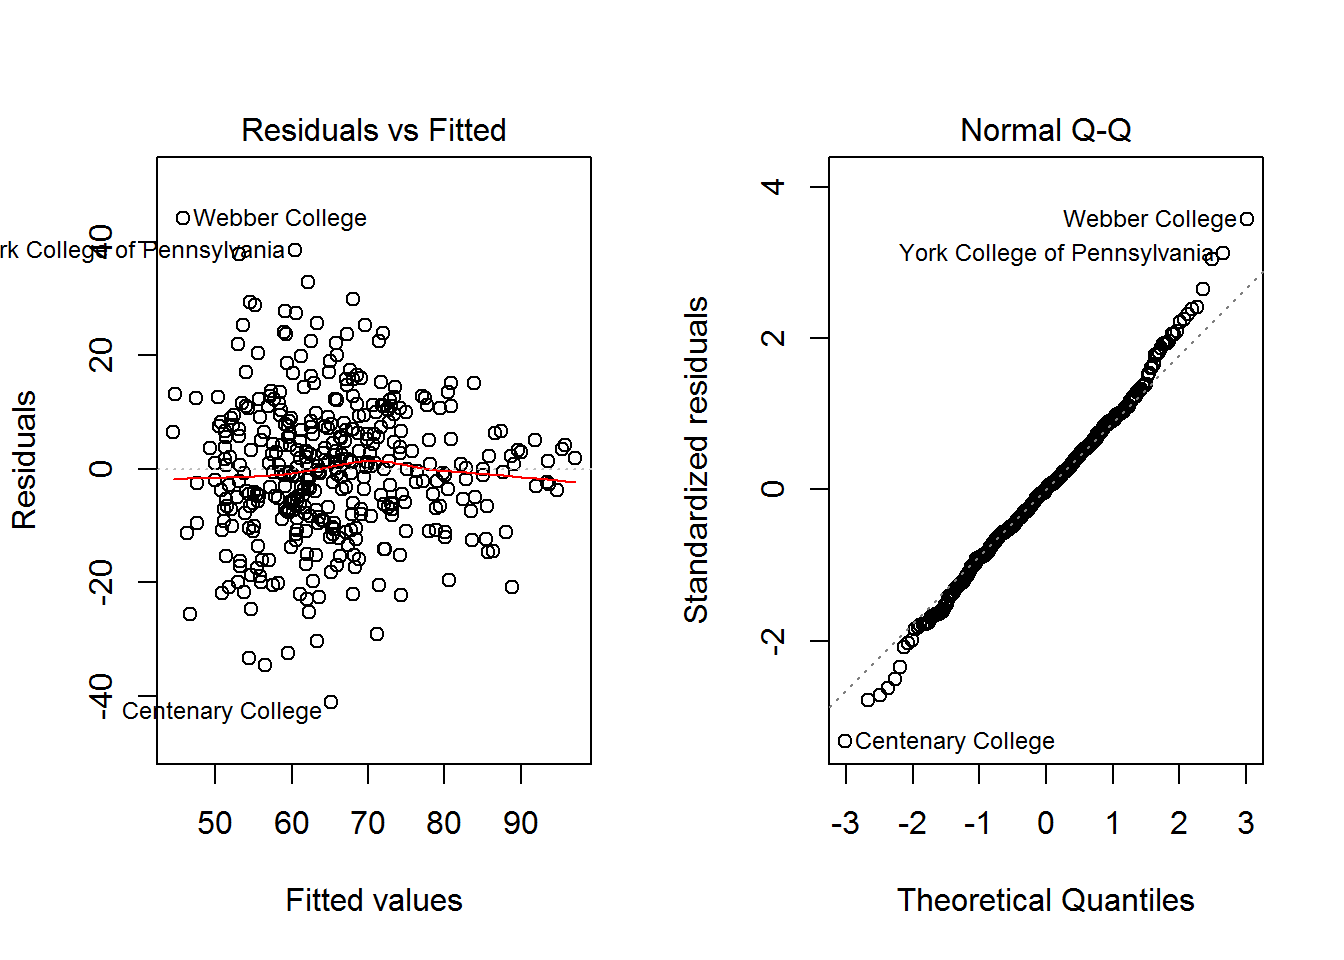 Residuals vs Fitted
Residuals
40
20
0
-20
-40
Webber College
rk College of Pennsylvania
Centenary College
50 60 70 80 90
Fitted values
Normal Q-Q
Standardized residuals
4
2
0
-2
Webber College
York College of Pennsylvania
Centenary College
-3 -2 -1 0 1 2 3
Theoretical Quantiles